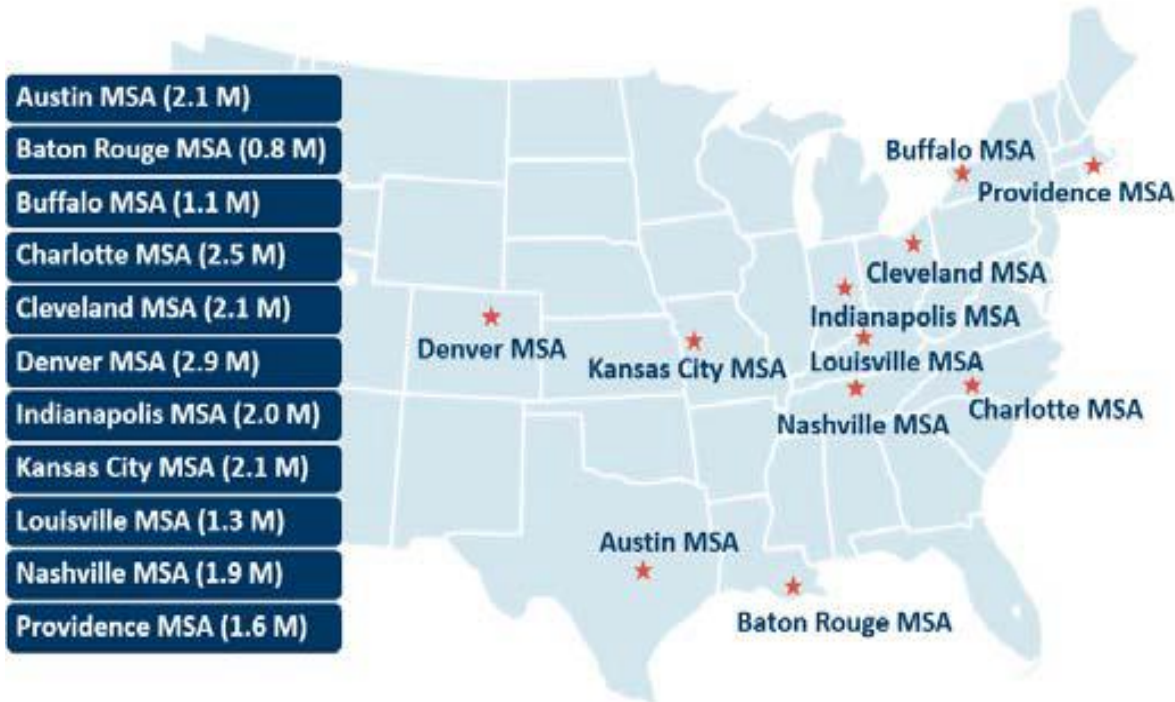 Austin MSA (2.1 M)
Baton Rouge MSA (0.8 M)
Buffalo MSA (1.1 M)
Charlotte MSA (2.5 M)
Cleveland MSA (2.1 M)
Denver MSA (2.9 M)
Indianapolis MSA (2.0 M)
Kansas City MSA (2.1 M)
Louisville MSA (1.3 M)
Nashville MSA (1.9 M)
Providence MSA (1.6 M)
Buffalo MSA
Providence MSA
Cleveland MSA
Indianapolis MSA
Denver MSA
Kansas City MSA
Louisville MSA
Nashville MSA
Charlotte MSA
Austin MSA
Baton Rouge MSA